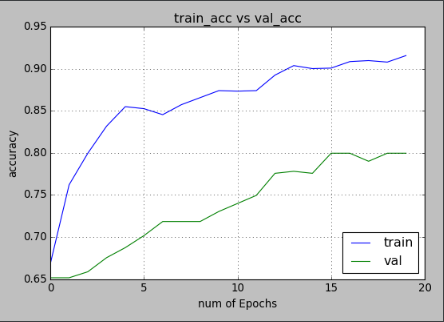 train_acc vs val_acc
0.95
0.90
0.85
0.80
0.75
0.70
0.65
accuracy
0 5 10 15 20
num of Epochs
train
val